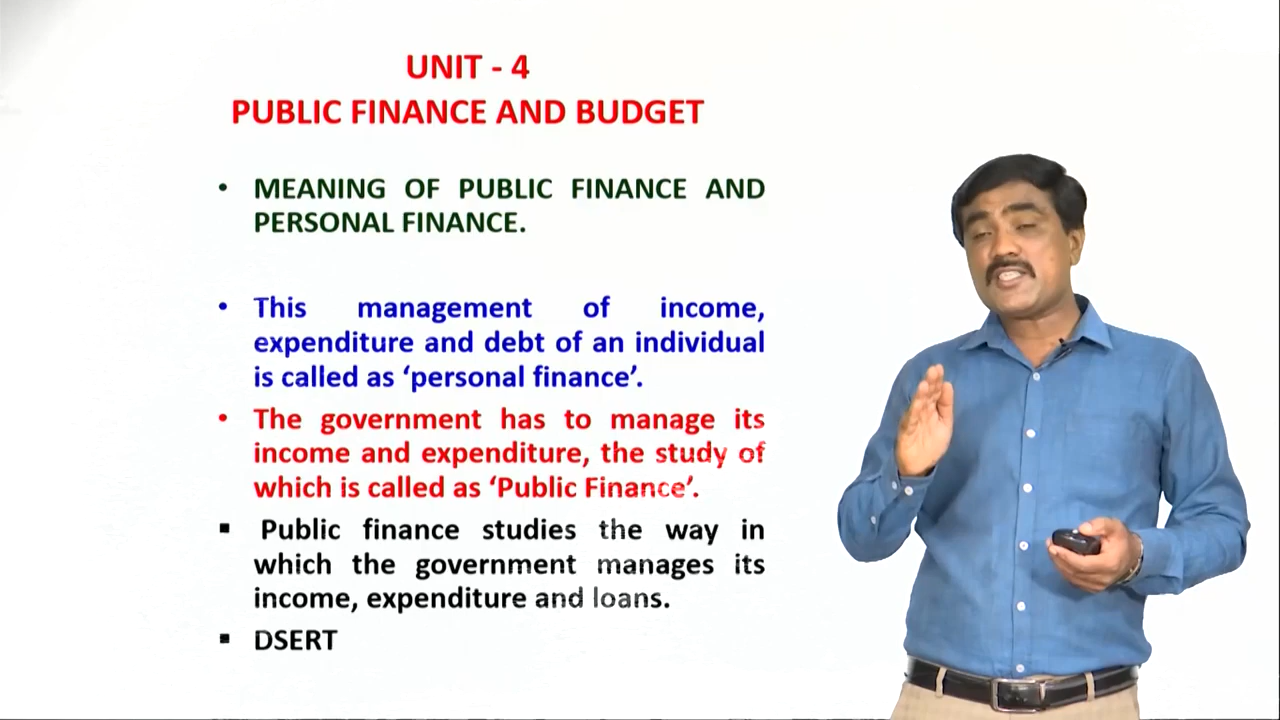 UNIT - 4
PUBLIC FINANCE AND BUDGET
• MEANING OF PUBLIC FINANCE AND
PERSONAL FINANCE.
• This management of income,
expenditure and debt of an individual
is called as ‘personal finance’.
• The government has to manage its
income and expenditure, the study of
which is called as ‘Public Finance’.
▪ Public finance studies the way in
which the government manages its
income, expenditure and loans.
▪ DSERT